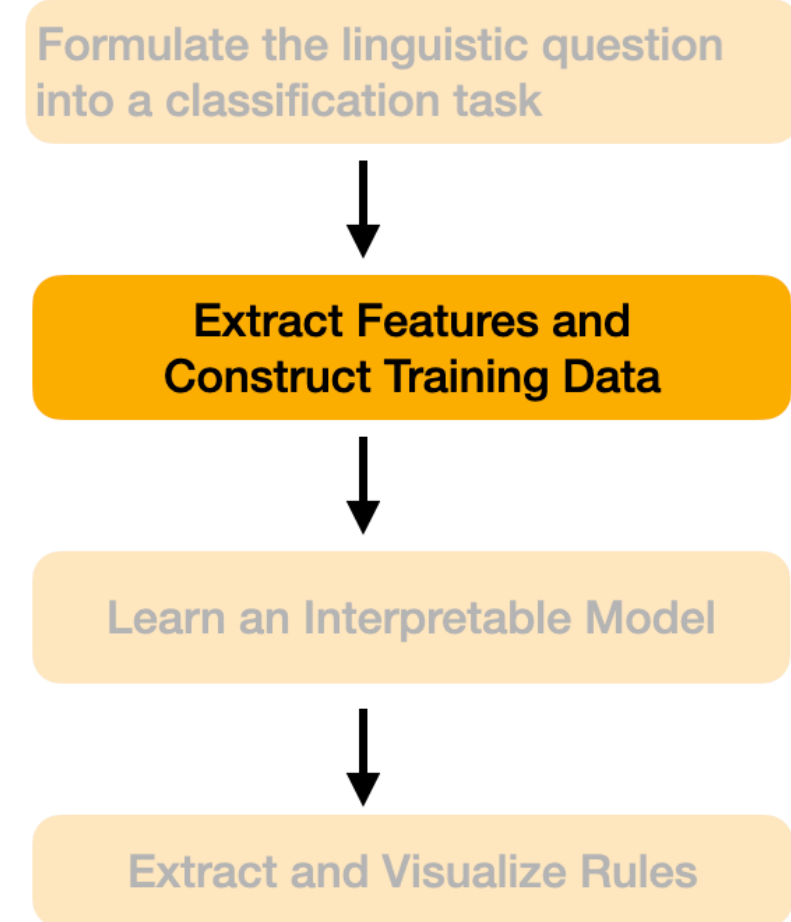 Formulate the linguistic question
into a classification task
Extract Features and
Construct Training Data
Learn an Interpretable Model
Extract and Visualize Rules